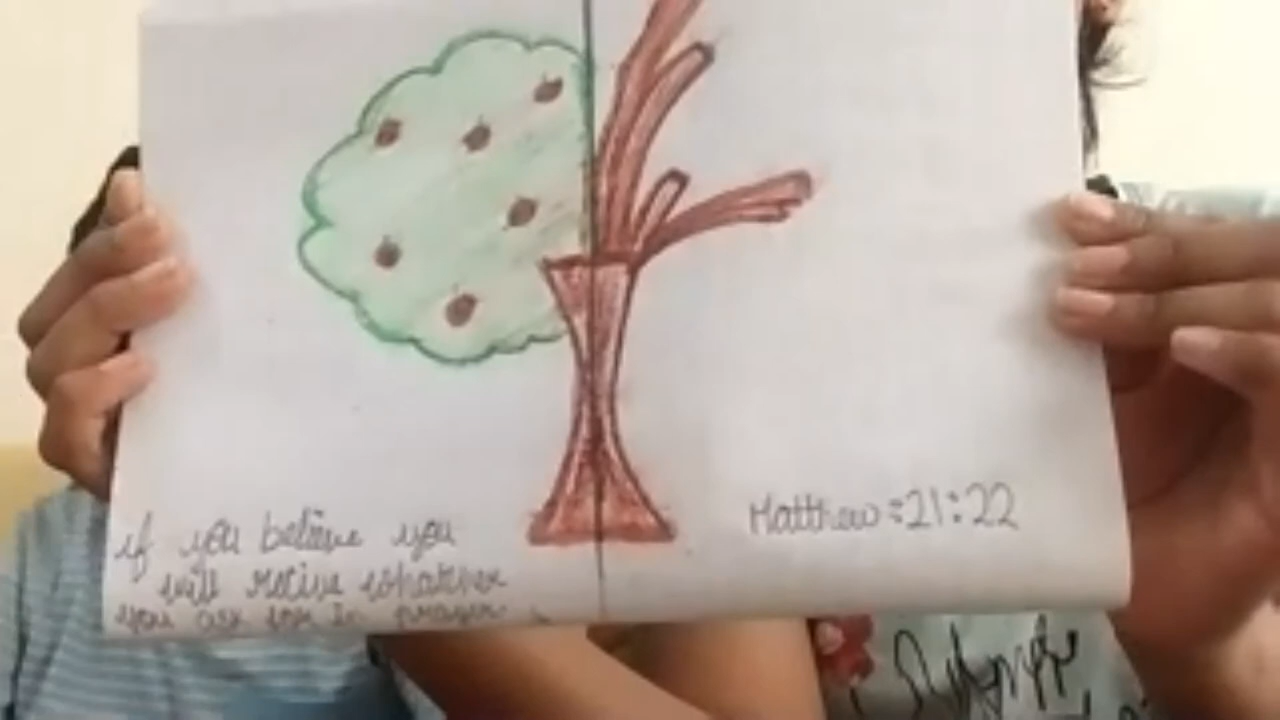 if you believe you
will recive whatever
you ask for in prayer
Matthew :21:22